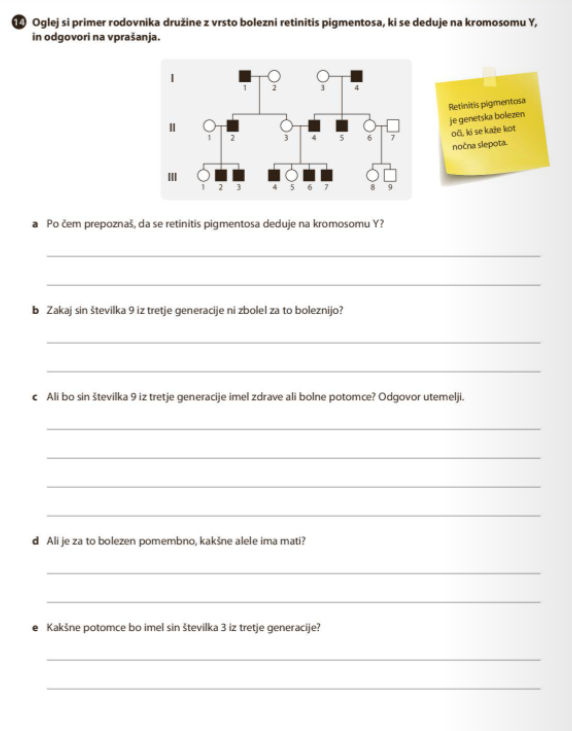 14 Oglej si primer rodovnika družine z vrsto bolezni retinitis pigmentosa, ki se deduje na kromosomu Y,
in odgovori na vprašanja.
I
1 2 3 4
II
1 2 3 4 5 6 7
III
1 2 3 4 5 6 7 8 9
Retinitis pigmentosa
je genetska bolezen
oči, ki se kaže kot
nočna slepota.
a Po čem prepoznaš, da se retinitis pigmentosa deduje na kromosomu Y?
b Zakaj sin številka 9 iz tretje generacije ni zbolel za to boleznijo?
c Ali bo sin številka 9 iz tretje generacije imel zdrave ali bolne potomce? Odgovor utemelji.
d Ali je za to bolezen pomembno, kakšne alele ima mati?
e Kakšne potomce bo imel sin številka 3 iz tretje generacije?